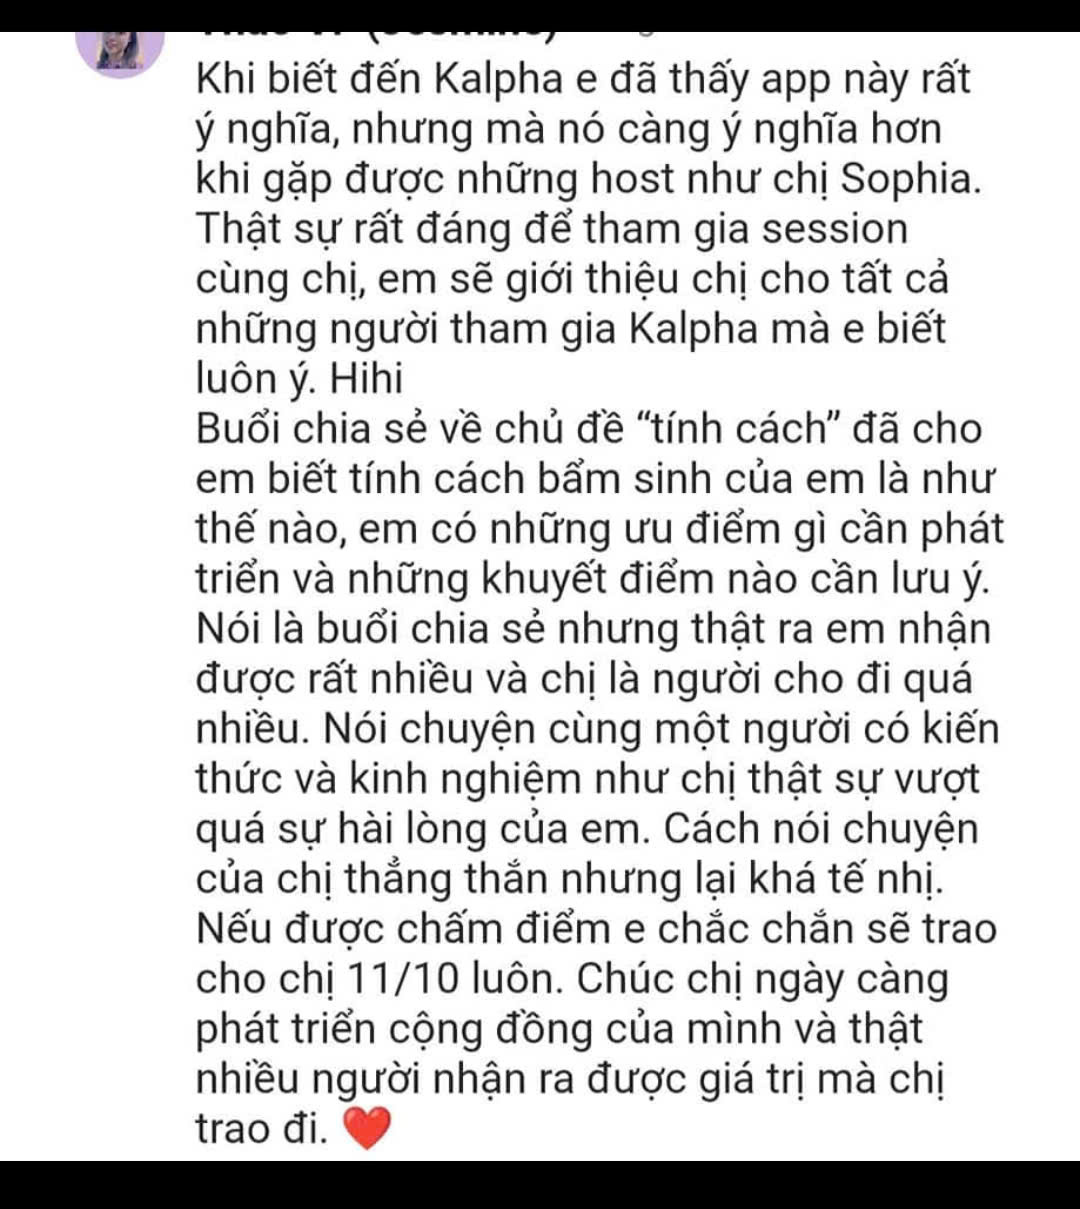 Khi biết đến Kalpha e đã thấy app này rất
ý nghĩa, nhưng mà nó càng ý nghĩa hơn
khi gặp được những host như chị Sophia.
Thật sự rất đáng để tham gia session
cùng chị, em sẽ giới thiệu chị cho tất cả
những người tham gia Kalpha mà e biết
luôn ý. Hihi
Buổi chia sẻ về chủ đề “tính cách” đã cho
em biết tính cách bẩm sinh của em là như
thế nào, em có những ưu điểm gì cần phát
triển và những khuyết điểm nào cần lưu ý.
Nói là buổi chia sẻ nhưng thật ra em nhận
được rất nhiều và chị là người cho đi quá
nhiều. Nói chuyện cùng một người có kiến
thức và kinh nghiệm như chị thật sự vượt
quá sự hài lòng của em. Cách nói chuyện
của chị thẳng thắn nhưng lại khá tế nhị.
Nếu được chấm điểm e chắc chắn sẽ trao
cho chị 11/10 luôn. Chúc chị ngày càng
phát triển cộng đồng của mình và thật
nhiều người nhận ra được giá trị mà chị
trao đi. ❤️